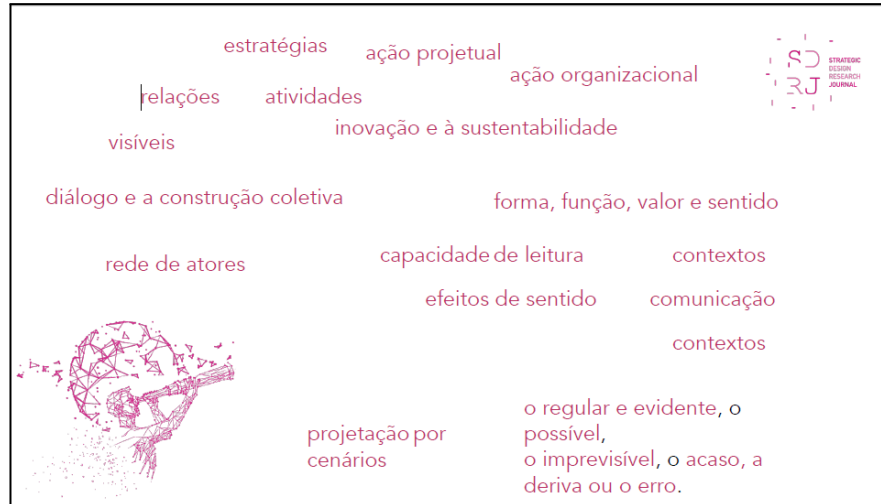 estratégias
ação projetual
ação organizacional
SD
RJ
STRATEGIC
DESIGN
RESEARCH
JOURNAL
relações
atividades
inovação e à sustentabilidade
visíveis
diálogo e a construção coletiva
forma, função, valor e sentido
capacidade de leitura
contextos
rede de atores
efeitos de sentido
comunicação
contextos
projetação por
cenários
o regular e evidente, o
possível,
o imprevisível, o acaso, a
deriva ou o erro.